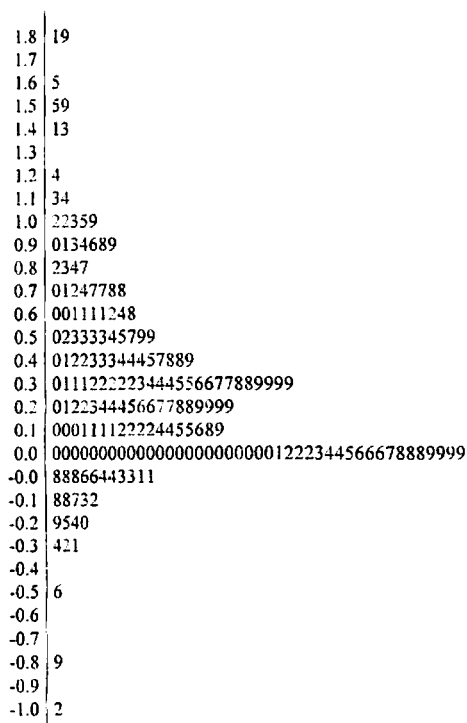 1.8 | 19
1.7 |
1.6 | 5
1.5 | 59
1.4 | 13
1.3 |
1.2 | 4
1.1 | 34
1.0 | 22359
0.9 | 0134689
0.8 | 2347
0.7 | 01247788
0.6 | 001111248
0.5 | 02333345799
0.4 | 012233344457889
0.3 | 01112222234445556677889999
0.2 | 0122344456677889999
0.1 | 000111122224455689
0.0 | 0000000000000000000000001222344566678889999
-0.0 | 88866443311
-0.1 | 88732
-0.2 | 9540
-0.3 | 421
-0.4 |
-0.5 | 6
-0.6 |
-0.7 |
-0.8 | 9
-0.9 |
-1.0 | 2